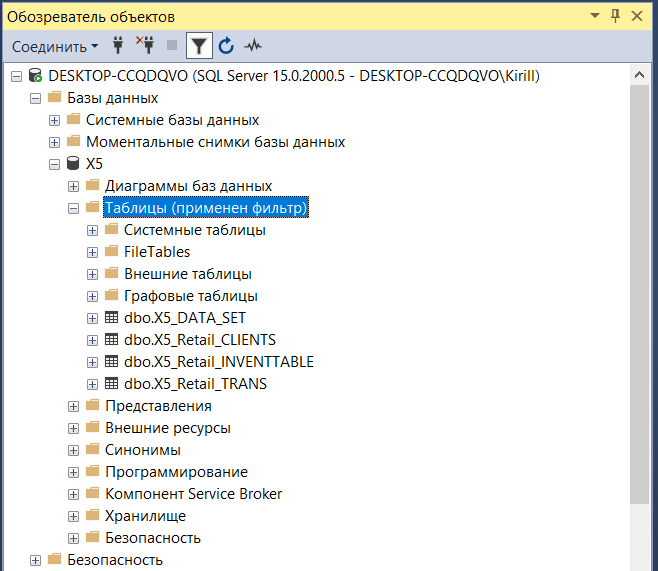 Обозреватель объектов
Соединить
DESKTOP-CCQDQVO (SQL Server 15.0.2000.5 - DESKTOP-CCQDQVO\Kirill)
Базы данных
Системные базы данных
Моментальные снимки базы данных
X5
Диаграммы баз данных
Таблицы (применен фильтр)
Системные таблицы
FileTables
Внешние таблицы
Графовые таблицы
dbo.X5_DATA_SET
dbo.X5_Retail_CLIENTS
dbo.X5_Retail_INVENTTABLE
dbo.X5_Retail_TRANS
Представления
Внешние ресурсы
Синонимы
Программирование
Компонент Service Broker
Хранилище
Безопасность
Безопасность